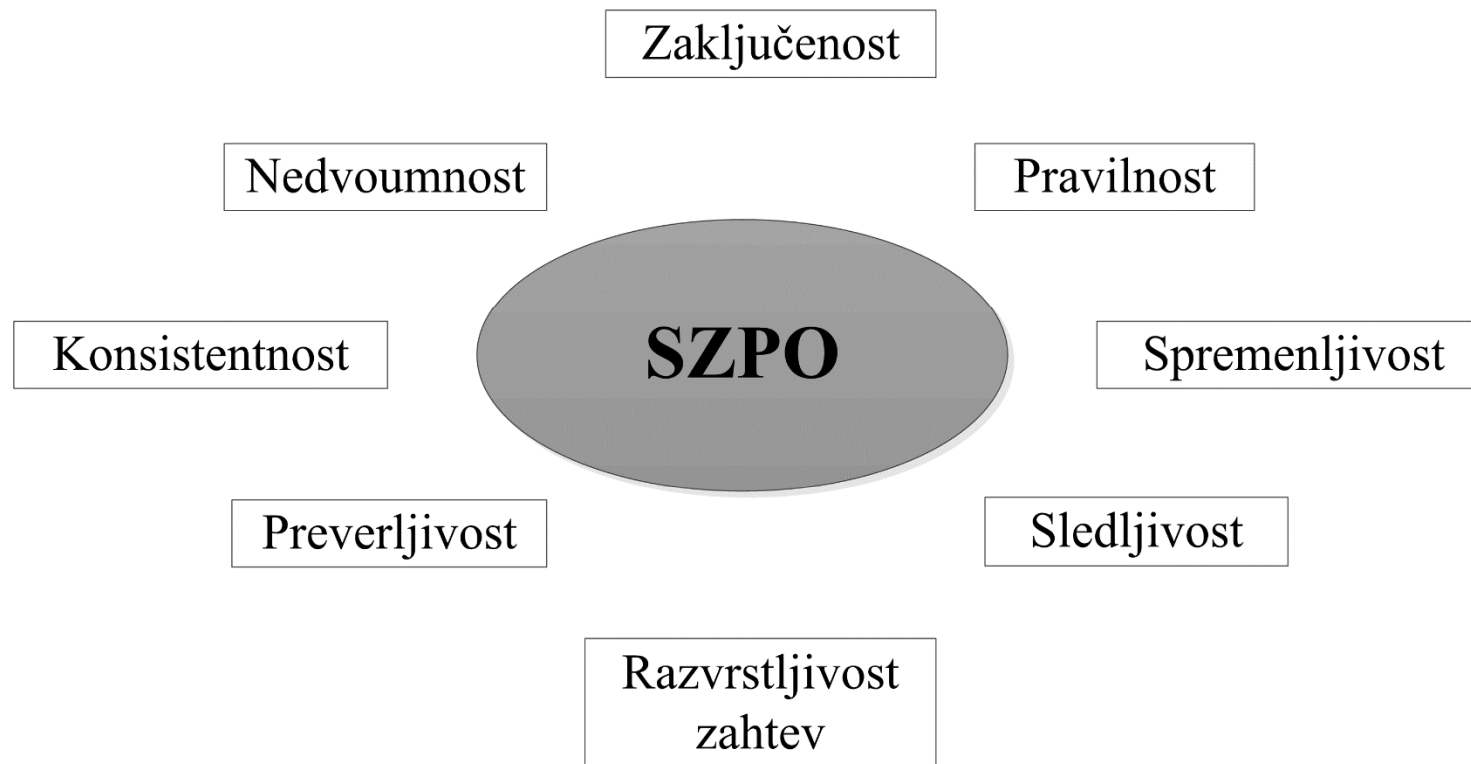 Zaključenost
Nedvoumnost
Pravilnost
SZPO
Konsistentnost
Spremenljivost
Preverljivost
Sledljivost
Razvrstljivost
zahtev